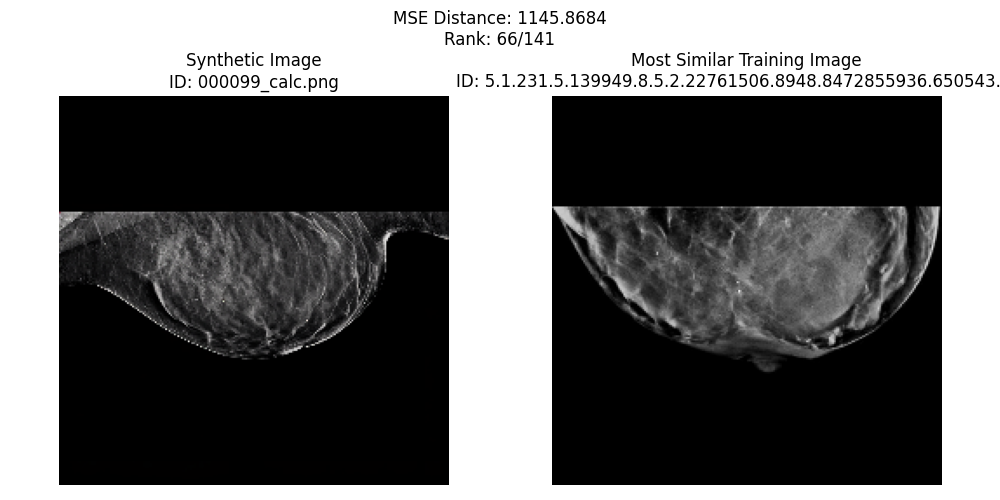 MSE Distance: 1145.8684
Rank: 66/141
Synthetic Image
ID: 000099_calc.png
Most Similar Training Image
ID: 5.1.231.5.139949.8.5.2.22761506.8948.8472855936.650543.